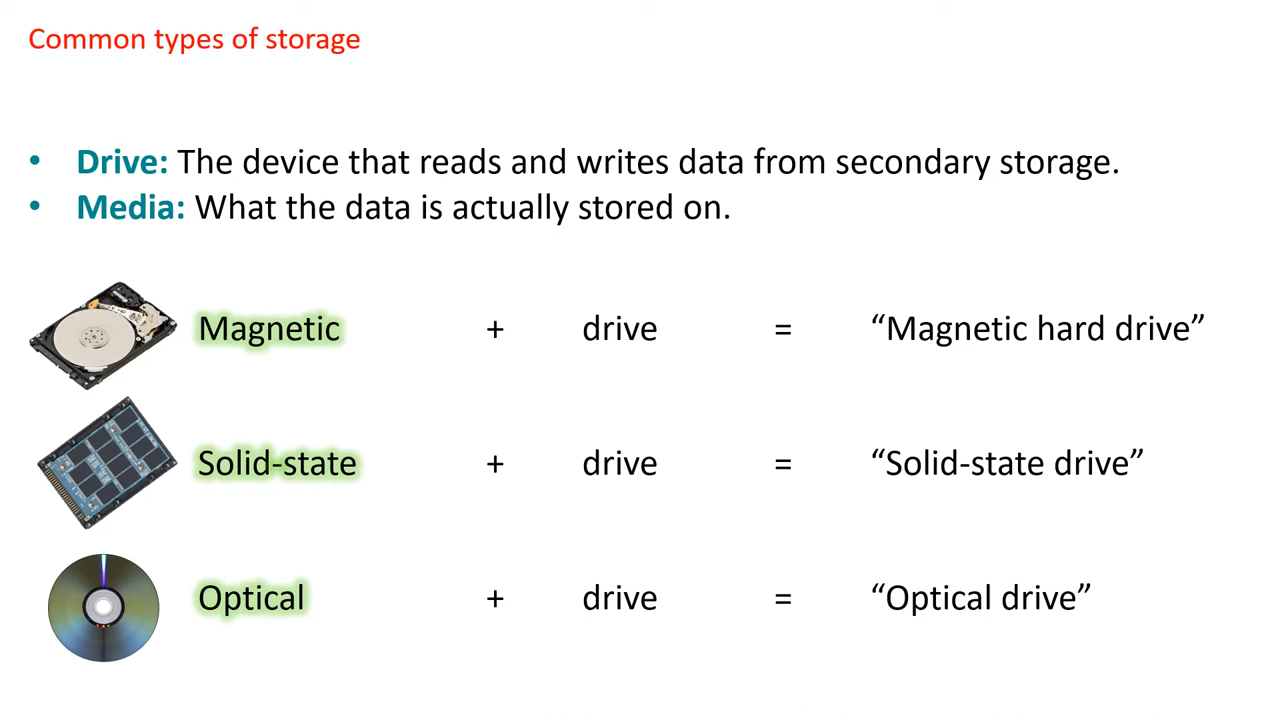 Common types of storage
• Drive: The device that reads and writes data from secondary storage.
• Media: What the data is actually stored on.
Magnetic + drive = “Magnetic hard drive”
Solid-state + drive = “Solid-state drive”
Optical + drive = “Optical drive”